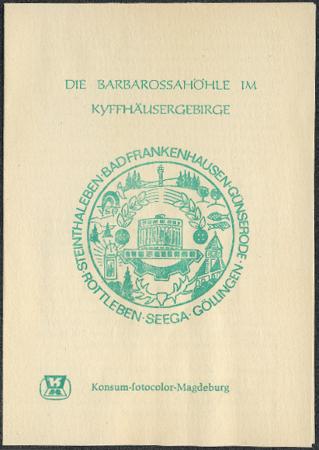 DIE BARBAROSSAHÖHLE IM
KYFFHÄUSERGEBIRGE
STEINTHALEBEN·BAD FRANKENHAUSEN·GÜNSERODE·
ROTTLEBEN·SEEGA·GÖLLINGEN·
Konsum-fotocolor-Magdeburg